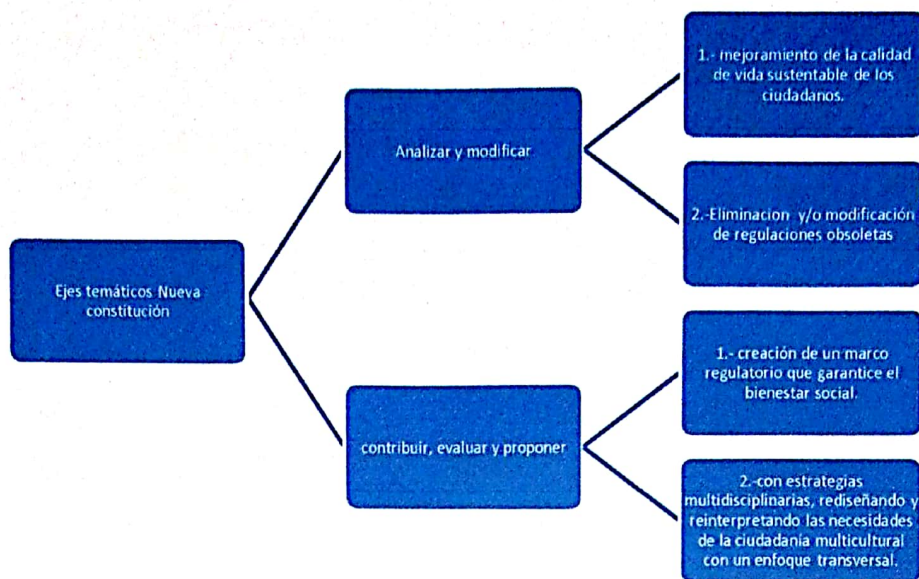 Ejes temáticos Nueva
constitución
Analizar y modificar
1.- mejoramiento de la calidad
de vida sustentable de los
ciudadanos.
2.-Eliminacion y/o modificación
de regulaciones obsoletas
contribuir, evaluar y proponer
1.- creación de un marco
regulatorio que garantice el
bienestar social.
2.-con estrategias
multidisciplinarias, rediseñando y
reinterpretando las necesidades
de la ciudadanía multicultural
con un enfoque transversal.